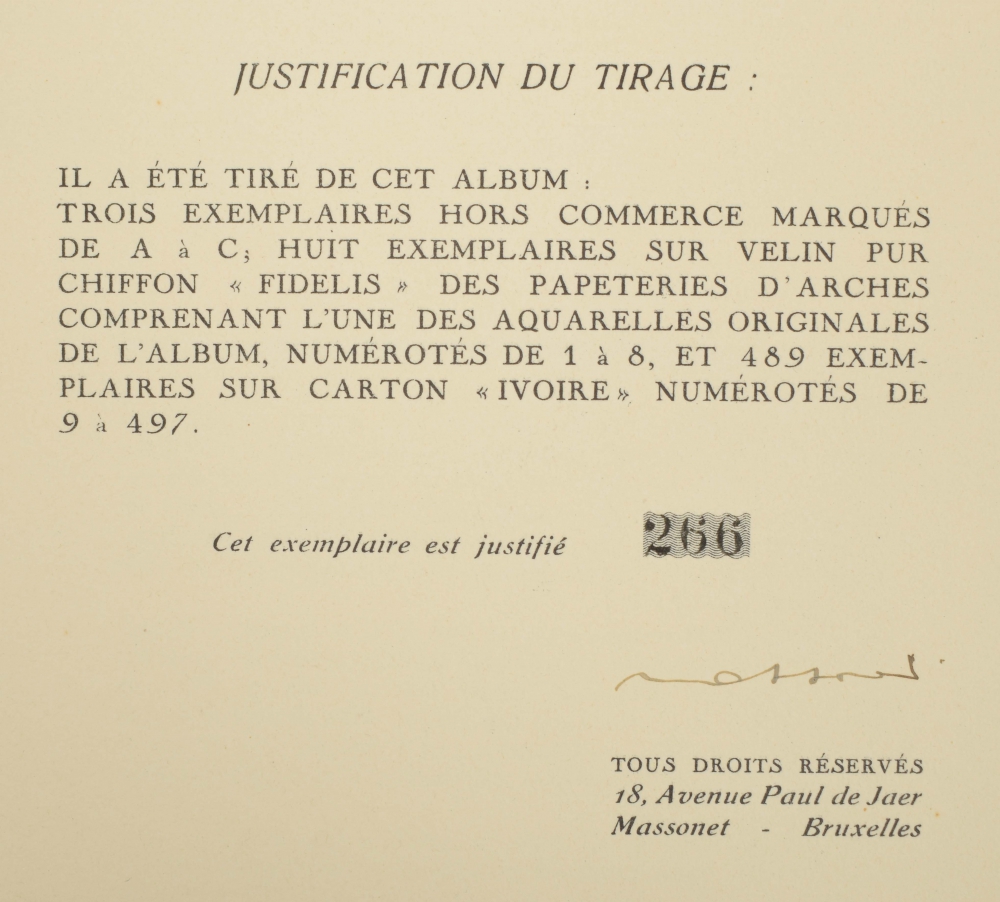 JUSTIFICATION DU TIRAGE :
IL A ÉTÉ TIRÉ DE CET ALBUM :
TROIS EXEMPLAIRES HORS COMMERCE MARQUÉS
DE A à C; HUIT EXEMPLAIRES SUR VELIN PUR
CHIFFON « FIDELIS » DES PAPETERIES D'ARCHES
COMPRENANT L'UNE DES AQUARELLES ORIGINALES
DE L'ALBUM, NUMÉROTÉS DE 1 à 8, ET 489 EXEM-
PLAIRES SUR CARTON «IVOIRE» NUMÉROTÉS DE
9 à 497.
Cet exemplaire est justifié 266
TOUS DROITS RÉSERVÉS
18, Avenue Paul de Jaer
Massonet - Bruxelles